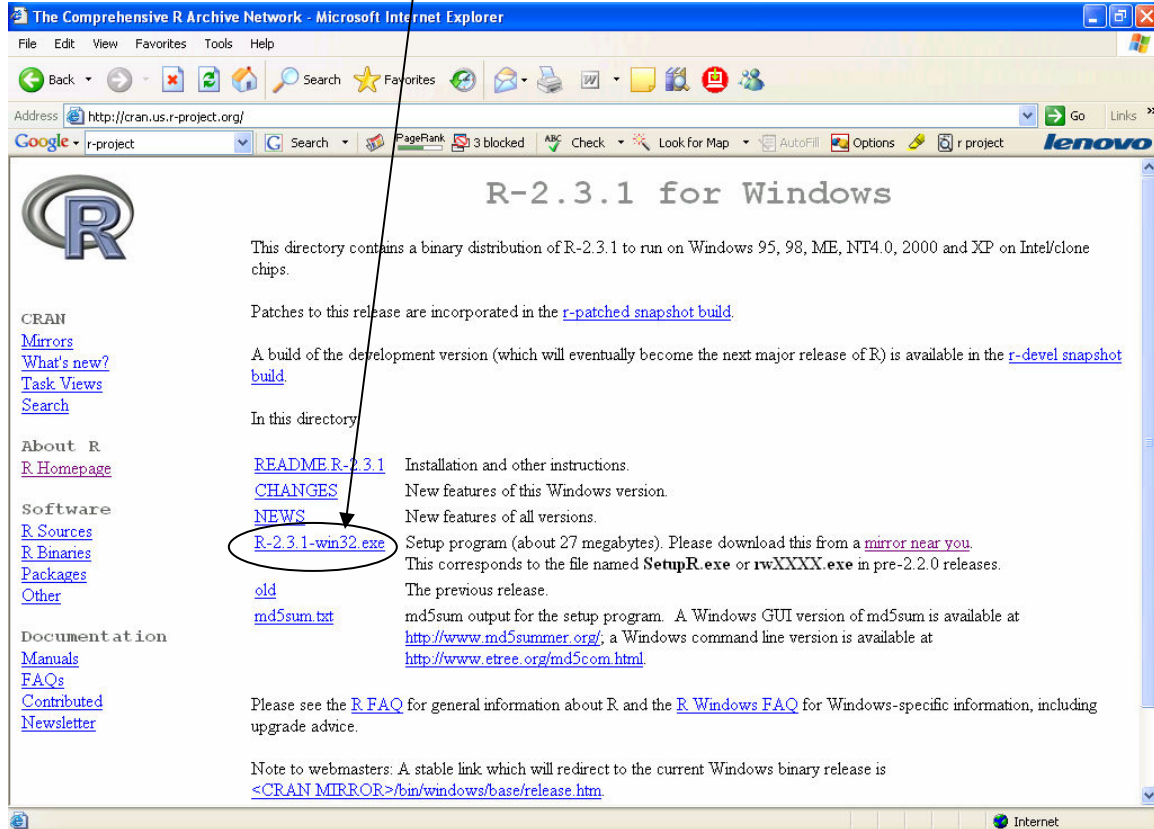 The Comprehensive R Archive Network - Microsoft Internet Explorer
File Edit View Favorites Tools Help
Back Search Favorites
Address http://cran.us.r-project.org/ Go Links »
Google r-project Search PageRank 3 blocked ABC Check Look for Map AutoFill Options r project lenovo
R
R-2.3.1 for Windows
This directory contains a binary distribution of R-2.3.1 to run on Windows 95, 98, ME, NT4.0, 2000 and XP on Intel/clone
chips.
Patches to this release are incorporated in the r-patched snapshot build.
A build of the development version (which will eventually become the next major release of R) is available in the r-devel snapshot
build.
In this directory
README.R-2.3.1 Installation and other instructions.
CHANGES New features of this Windows version.
NEWS New features of all versions.
R-2.3.1-win32.exe Setup program (about 27 megabytes). Please download this from a mirror near you.
This corresponds to the file named SetupR.exe or rwXXXX.exe in pre-2.2.0 releases.
old The previous release.
md5sum.txt md5sum output for the setup program. A Windows GUI version of md5sum is available at
http://www.md5summer.org/; a Windows command line version is available at
http://www.etree.org/md5com.html.
Please see the R FAQ for general information about R and the R Windows FAQ for Windows-specific information, including
upgrade advice.
Note to webmasters: A stable link which will redirect to the current Windows binary release is
<CRAN MIRROR>/bin/windows/base/release.htm.
CRAN
Mirrors
What's new?
Task Views
Search
About R
R Homepage
Software
R Sources
R Binaries
Packages
Other
Documentation
Manuals
FAQs
Contributed
Newsletter
Internet